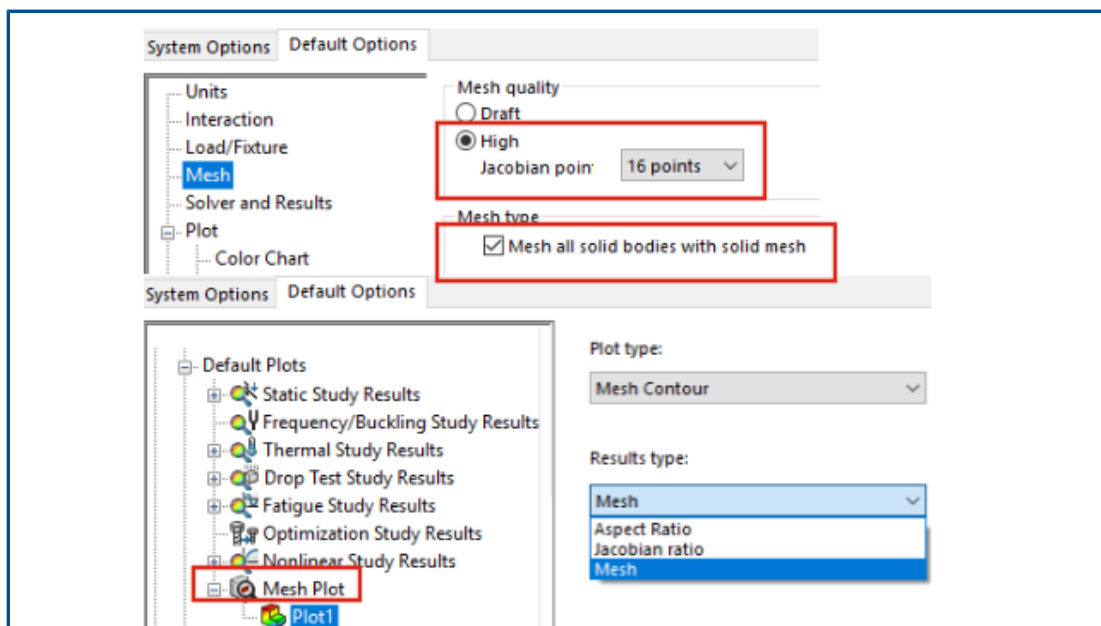 System Options Default Options
Units
Interaction
Load/Fixture
Mesh
Solver and Results
Plot
Color Chart
Mesh quality
Draft
High
Jacobian poin 16 points
Mesh type
Mesh all solid bodies with solid mesh
System Options Default Options
Default Plots
Static Study Results
Frequency/Buckling Study Results
Thermal Study Results
Drop Test Study Results
Fatigue Study Results
Optimization Study Results
Nonlinear Study Results
Mesh Plot
Plot1
Plot type:
Mesh Contour
Results type:
Mesh
Aspect Ratio
Jacobian ratio
Mesh